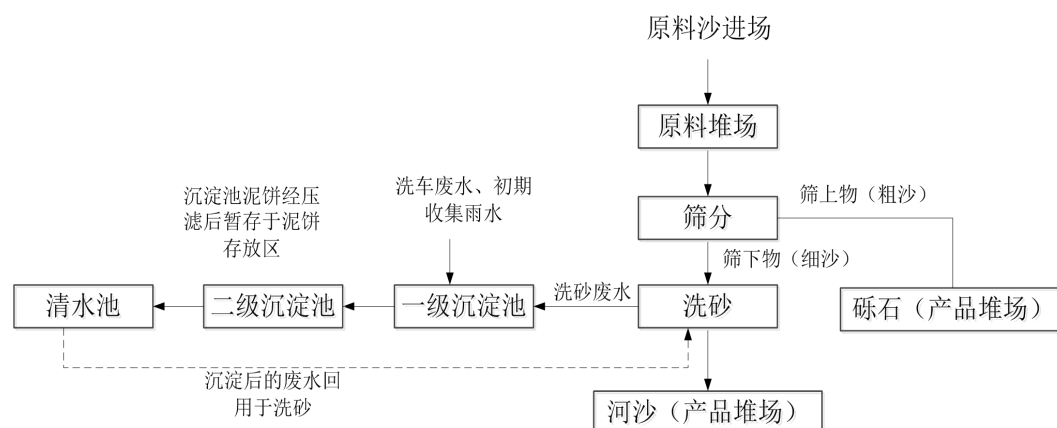 原料沙进场
原料堆场
沉淀池泥饼经压
滤后暂存于泥饼
存放区
洗车废水、初期
收集雨水
筛分
筛上物（粗沙）
筛下物（细沙）
清水池
二级沉淀池
一级沉淀池
洗砂废水
洗砂
砾石（产品堆场）
沉淀后的废水回
用于洗砂
河沙（产品堆场）